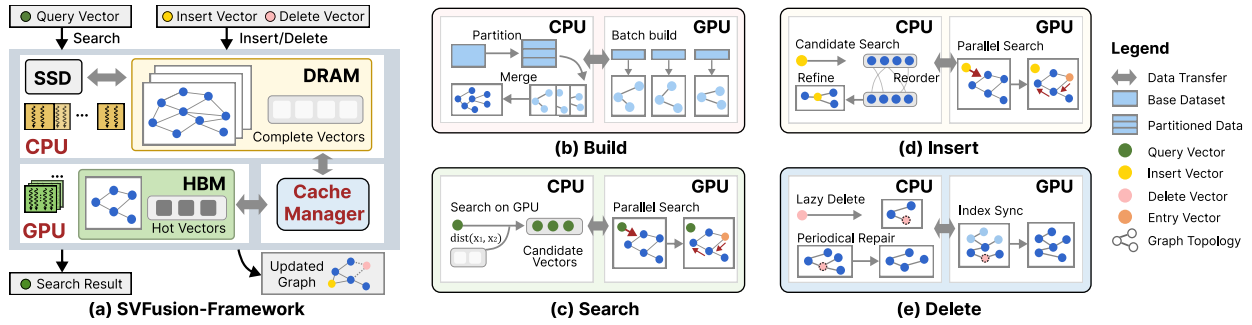 Query Vector
Insert Vector
Delete Vector
Search
Insert/Delete
SSD
DRAM
...
CPU
Complete Vectors
...
GPU
HBM
Hot Vectors
Cache
Manager
Search Result
Updated
Graph
(a) SVFusion-Framework
CPU
GPU
Partition
Batch build
Merge
(b) Build
CPU
GPU
Search on GPU
dist(x₁, x₂)
Candidate
Vectors
Parallel Search
(c) Search
CPU
GPU
Candidate Search
Refine
Reorder
Parallel Search
(d) Insert
CPU
GPU
Lazy Delete
Periodical Repair
Index Sync
(e) Delete
Legend
Data Transfer
Base Dataset
Partitioned Data
Query Vector
Insert Vector
Delete Vector
Entry Vector
Graph Topology